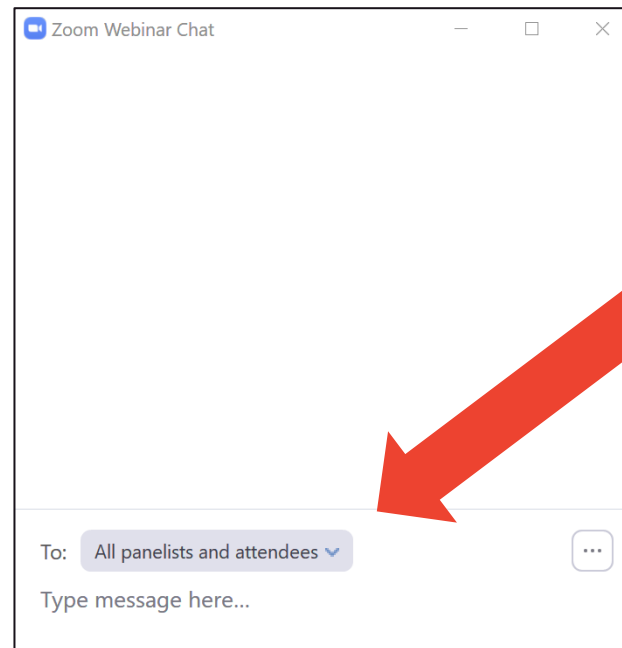 Zoom Webinar Chat
To: All panelists and attendees
Type message here...